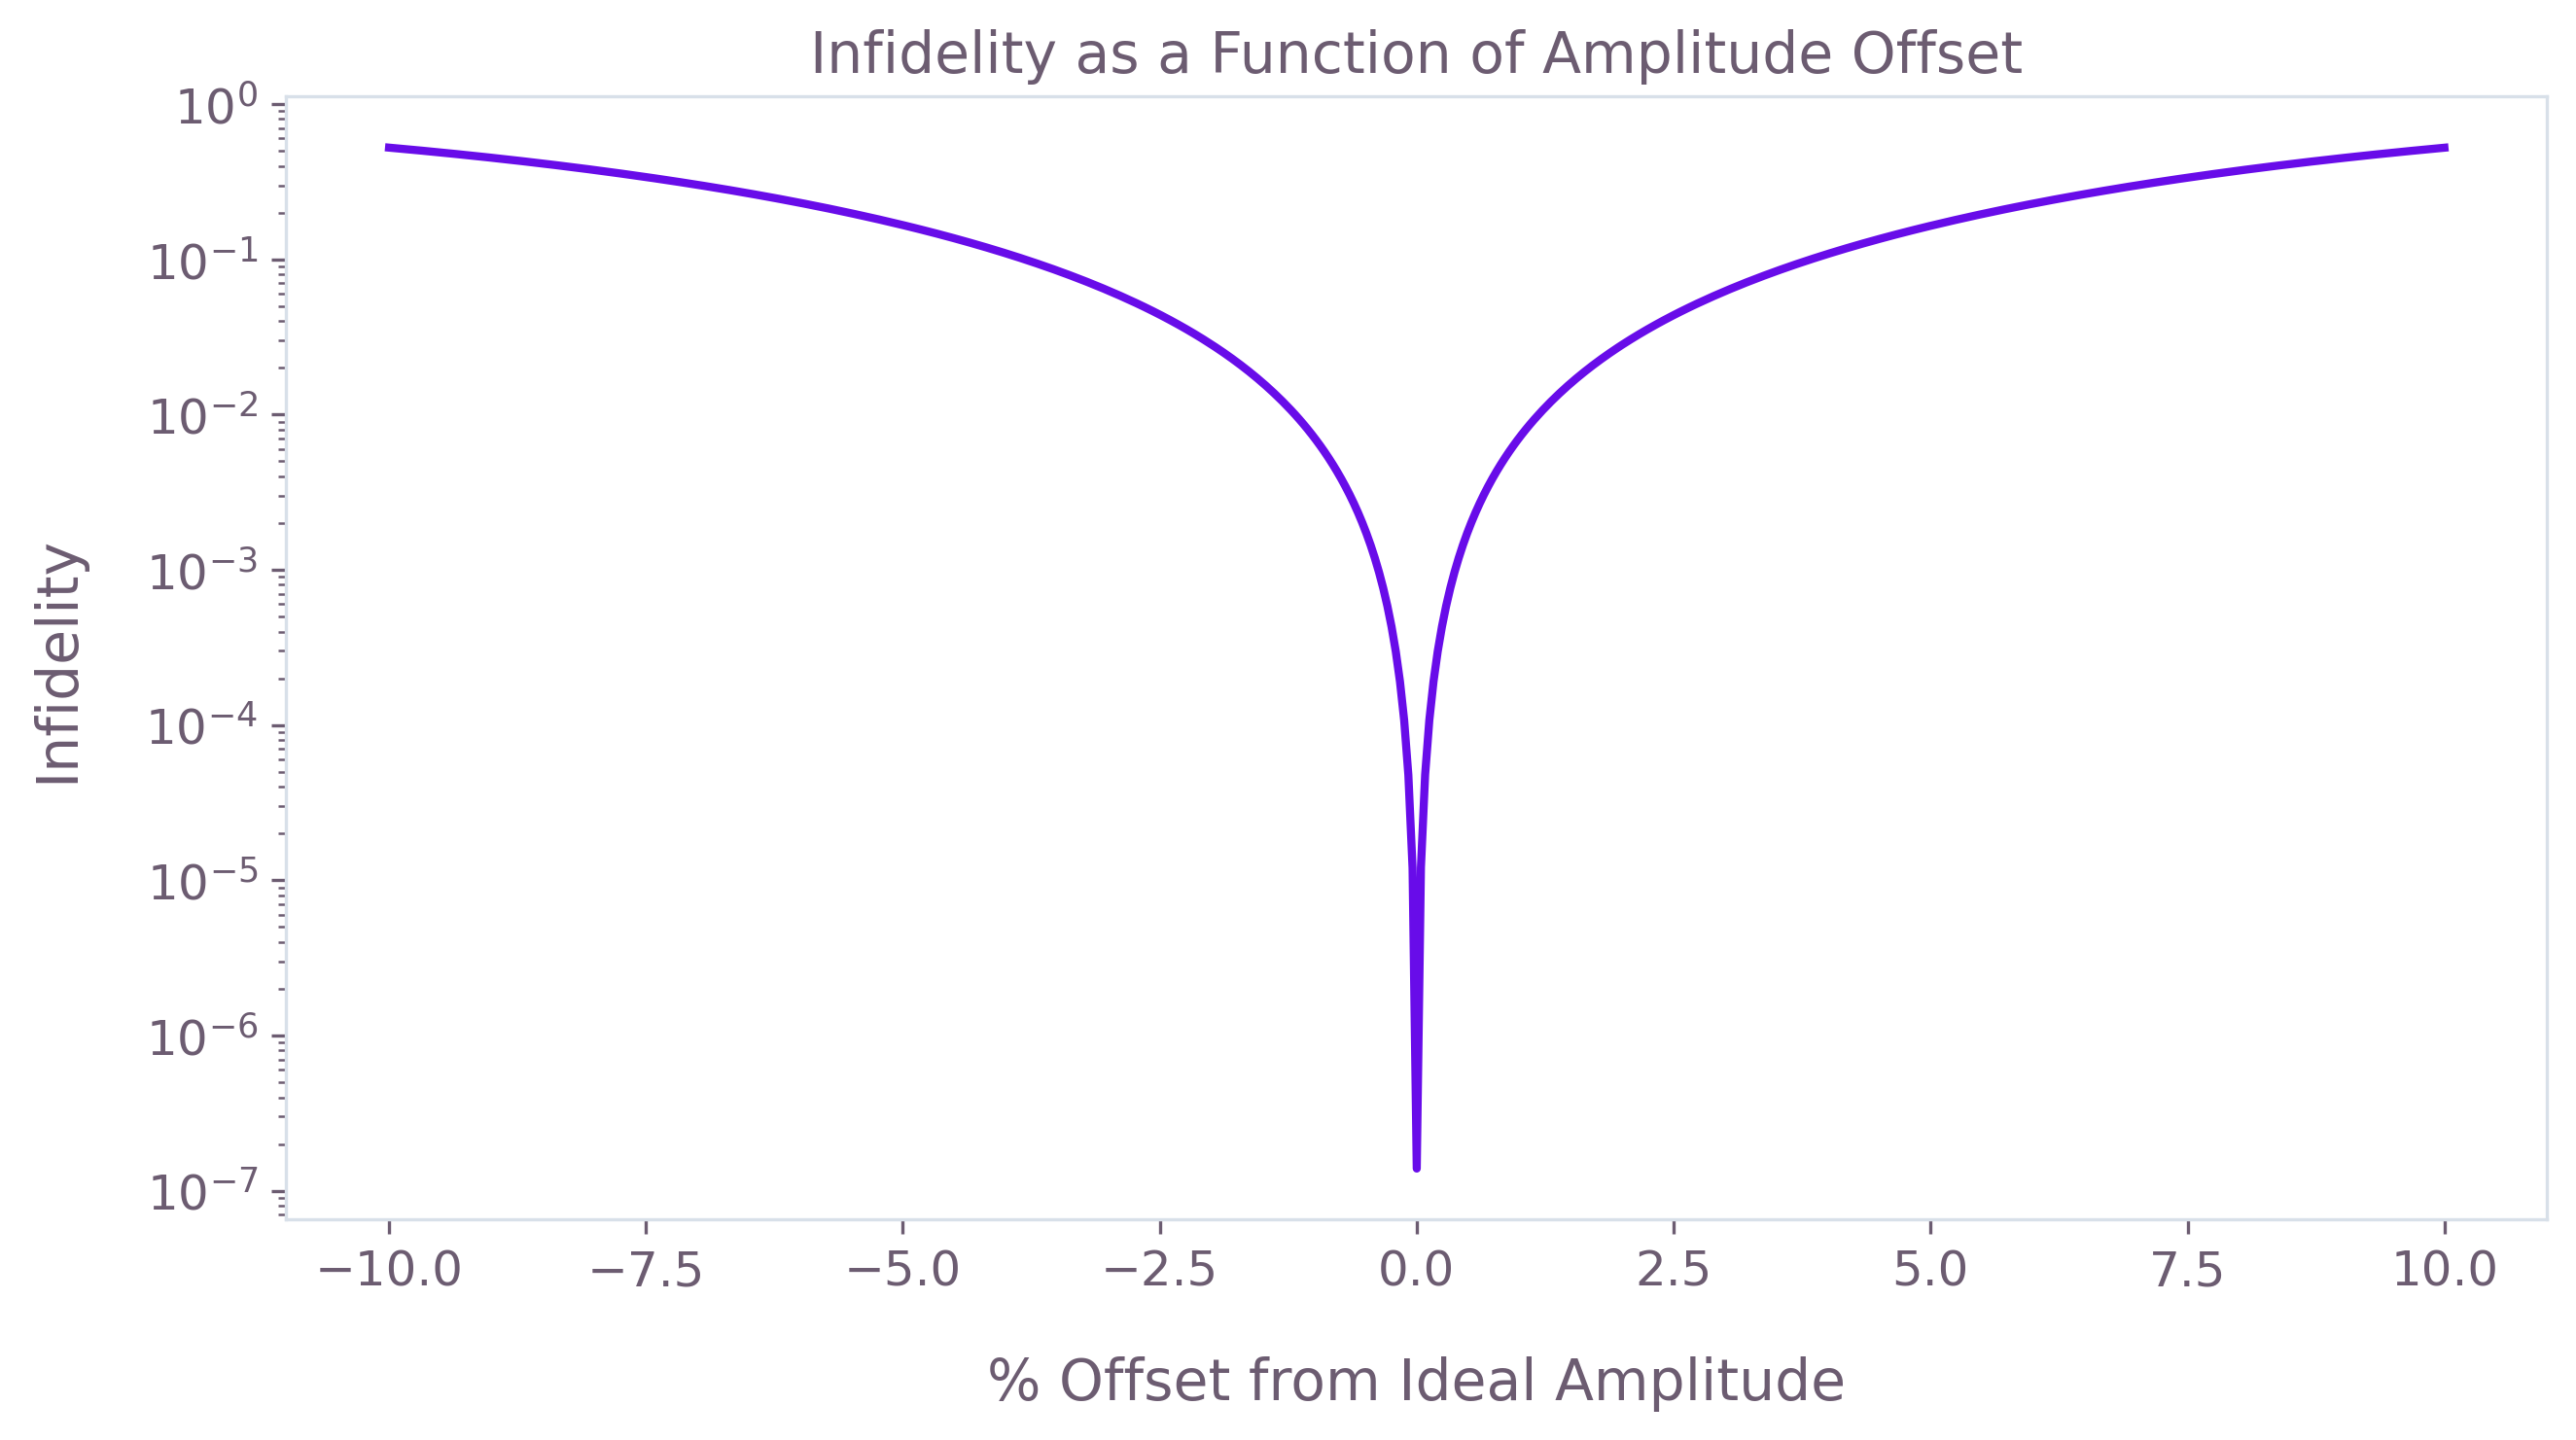 Infidelity as a Function of Amplitude Offset
10⁰
10⁻¹
10⁻²
10⁻³
10⁻⁴
10⁻⁵
10⁻⁶
10⁻⁷
Infidelity
−10.0 −7.5 −5.0 −2.5 0.0 2.5 5.0 7.5 10.0
% Offset from Ideal Amplitude